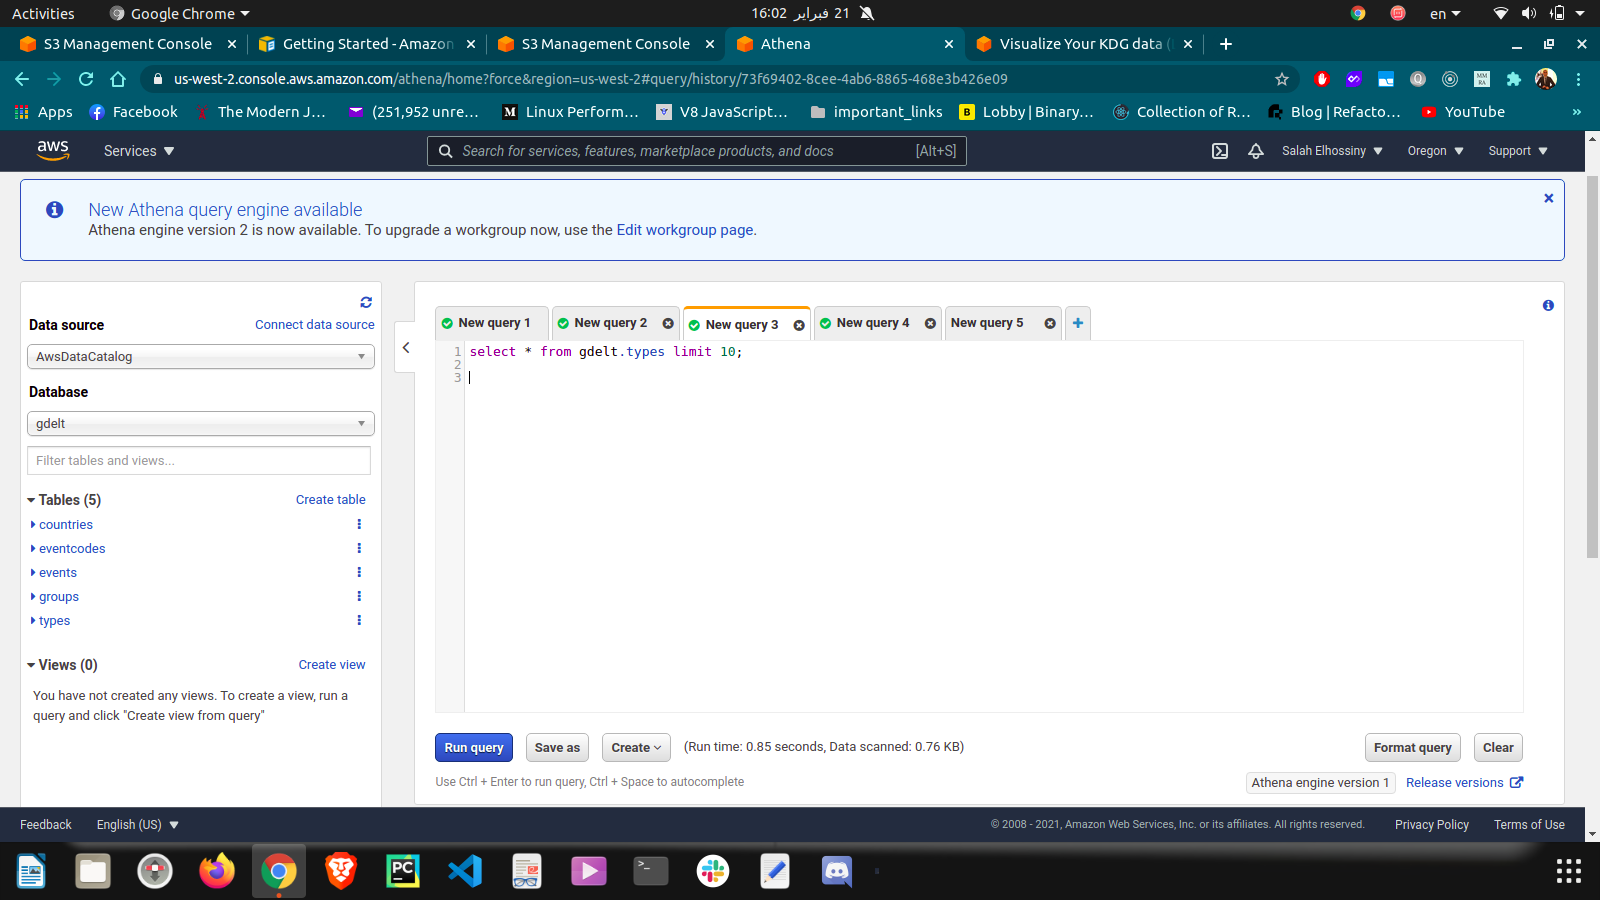 Activities
Google Chrome
16:02 21 فبراير
en
S3 Management Console
Getting Started - Amazon
S3 Management Console
Athena
Visualize Your KDG data (
us-west-2.console.aws.amazon.com/athena/home?force&region=us-west-2#query/history/73f69402-8cee-4ab6-8865-468e3b426e09
Apps
Facebook
The Modern J...
(251,952 unre...
Linux Perform...
V8 JavaScript...
important_links
Lobby | Binary...
Collection of R...
Blog | Refacto...
YouTube
»
aws
Services
Search for services, features, marketplace products, and docs
[Alt+S]
Salah Elhossiny
Oregon
Support
New Athena query engine available
Athena engine version 2 is now available. To upgrade a workgroup now, use the Edit workgroup page.
Data source
Connect data source
AwsDataCatalog
Database
gdelt
Filter tables and views...
Tables (5)
Create table
countries
eventcodes
events
groups
types
Views (0)
Create view
You have not created any views. To create a view, run a
query and click "Create view from query"
New query 1
New query 2
New query 3
New query 4
New query 5
1 select * from gdelt.types limit 10;
2
3
Run query
Save as
Create
(Run time: 0.85 seconds, Data scanned: 0.76 KB)
Format query
Clear
Use Ctrl + Enter to run query, Ctrl + Space to autocomplete
Athena engine version 1
Release versions
Feedback
English (US)
© 2008 - 2021, Amazon Web Services, Inc. or its affiliates. All rights reserved.
Privacy Policy
Terms of Use
PC